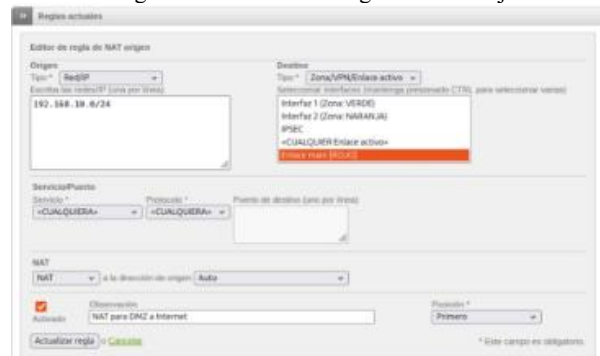 Reglas actuales
Editor de regla de NAT origen
Origen
Tipo * Red/IP
Escriba las redes/IP (una por línea)
192.168.10.0/24
Destino
Tipo * Zona/VPN/Enlace activo
Seleccionar interfaces (mantenga presionado CTRL para seleccionar varias)
Interfaz 1 (Zona: VERDE)
Interfaz 2 (Zona: NARANJA)
IPSEC
<CUALQUIER Enlace activo>
Enlace main [ROJO]
Servicio/Puerto
Servicio * Protocolo * Puerto de destino (uno por línea)
<CUALQUIERA> <CUALQUIERA>
NAT
NAT a la dirección de origen Auto
Activado
Observación
NAT para DMZ a Internet
Posición *
Primero
Actualizar regla o Cancelar
* Este campo es obligatorio.